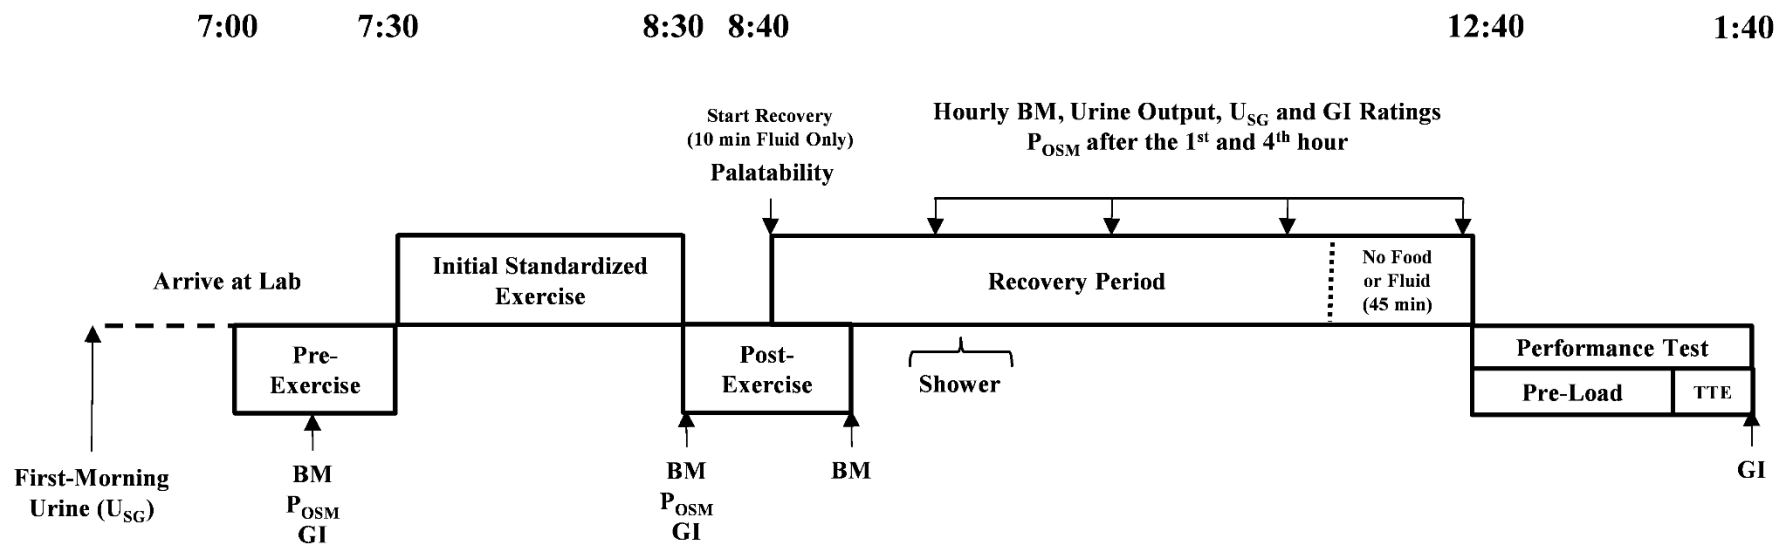 7:00 7:30 8:30 8:40 12:40 1:40
Start Recovery
(10 min Fluid Only)
Palatability
Hourly BM, Urine Output, USG and GI Ratings
POSM after the 1st and 4th hour
Arrive at Lab
Initial Standardized
Exercise
Recovery Period
No Food
or Fluid
(45 min)
Pre-
Exercise
Post-
Exercise
Shower
Performance Test
Pre-Load
TTE
First-Morning
Urine (USG)
BM
POSM
GI
BM
POSM
GI
BM
GI